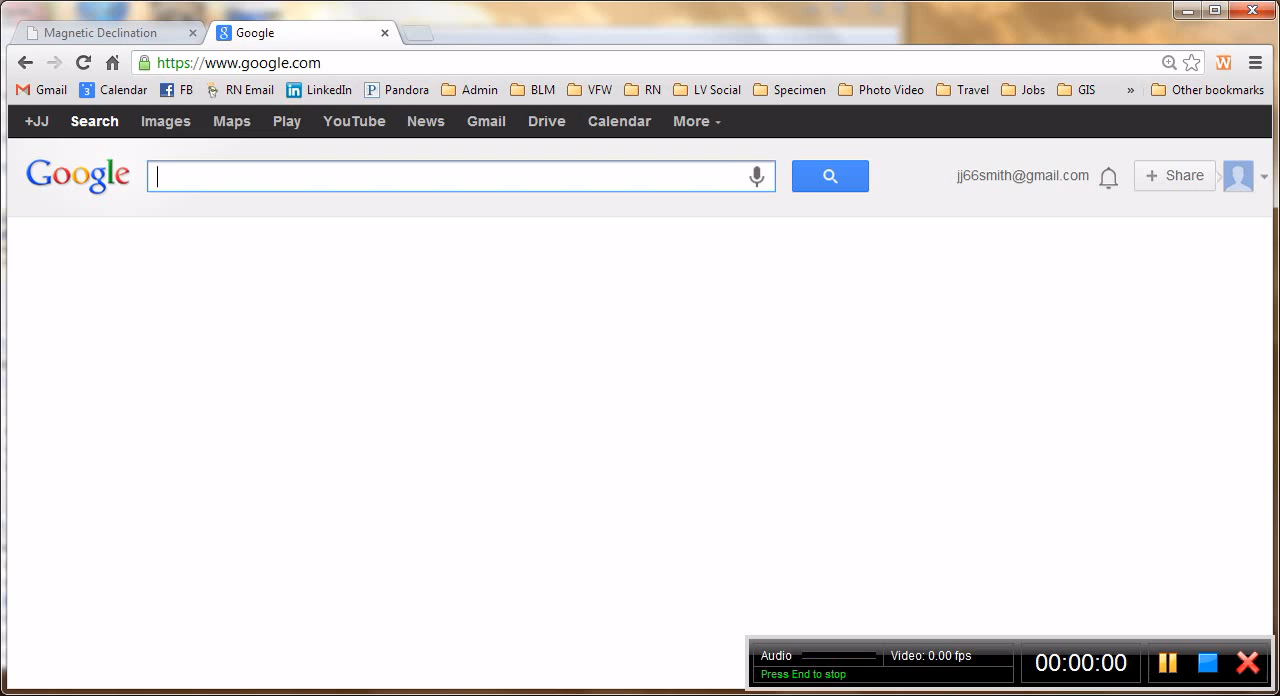 Magnetic Declination
Google
https://www.google.com
Gmail Calendar FB RN Email LinkedIn Pandora Admin BLM VFW RN LV Social Specimen Photo Video Travel Jobs GIS » Other bookmarks
+JJ Search Images Maps Play YouTube News Gmail Drive Calendar More
Google
jj66smith@gmail.com
+ Share
Audio Video: 0.00 fps
Press End to stop
00:00:00